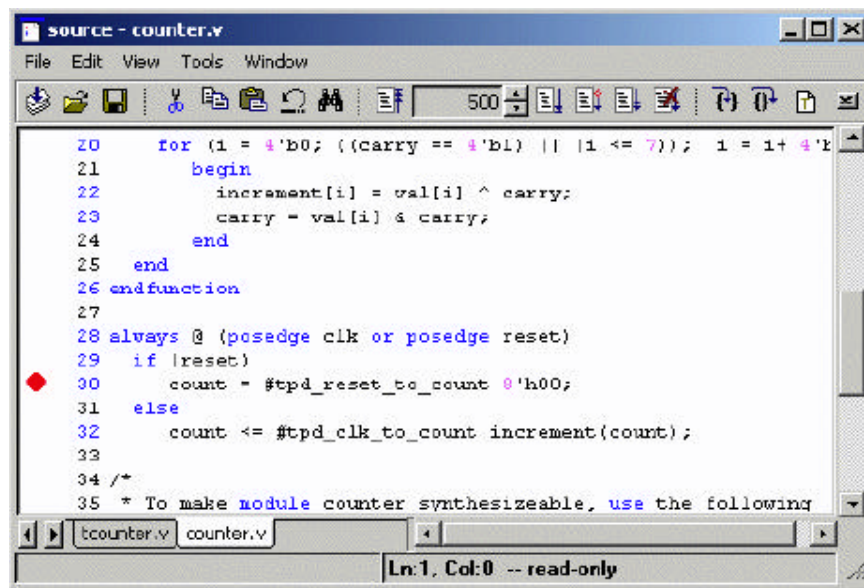 source - counter.v
File Edit View Tools Window
500
20 for (i = 4'b0; ((carry == 4'b1) || (i <= 7)); i = i+ 4'b
21 begin
22 increment[i] = val[i] ^ carry;
23 carry = val[i] & carry;
24 end
25 end
26 endfunction
27
28 always @ (posedge clk or posedge reset)
29 if (reset)
30 count = #tpd_reset_to_count 8'h00;
31 else
32 count <= #tpd_clk_to_count increment(count);
33
34 /*
35 * To make module counter synthesizeable, use the following
tcounter.v counter.v
Ln:1, Col:0 -- read-only